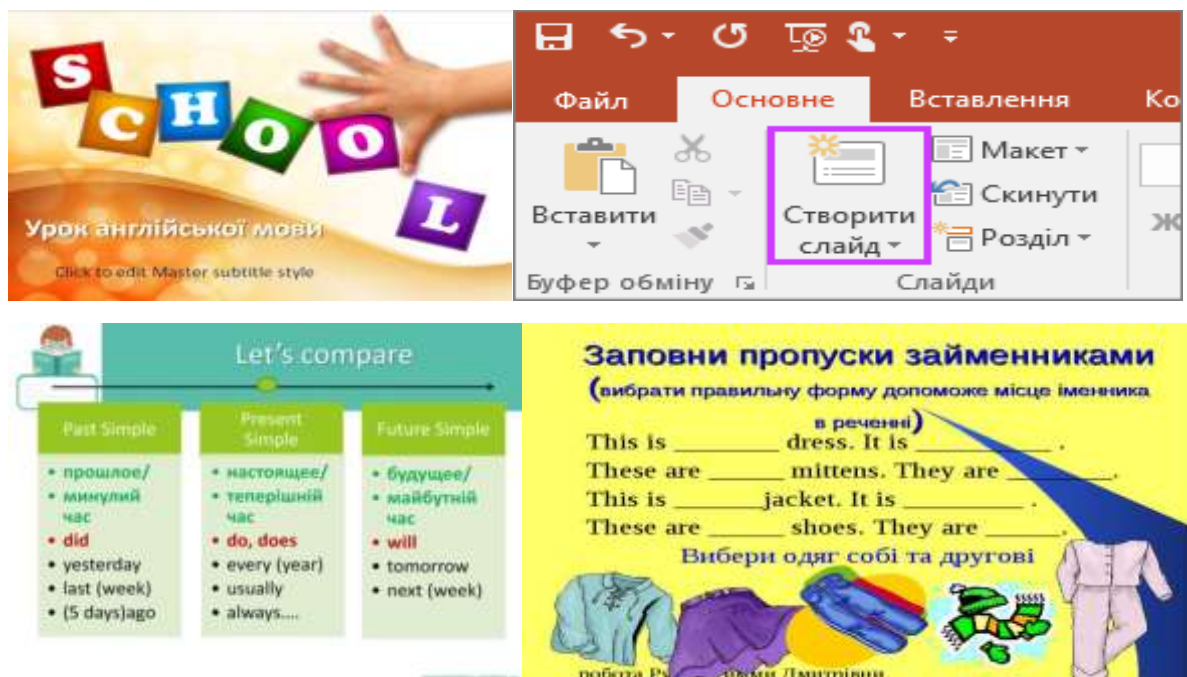 S
C
H
O
O
L
Урок англійської мови
Click to edit Master subtitle style
Файл
Основне
Вставлення
Ко
Вставити
Створити
слайд
Макет
Скинути
Розділ
Ж
Буфер обміну
Слайди
Let's compare
Past Simple
• прошлое/
• минулий
час
• did
• yesterday
• last (week)
• (5 days)ago
Present
Simple
• настоящее/
• теперішній
час
• do, does
• every (year)
• usually
• always....
Future Simple
• будущее/
• майбутній
час
• will
• tomorrow
• next (week)
Заповни пропуски займенниками
(вибрати правильну форму допоможе місце іменника
в реченні)
This is ________ dress. It is __________ .
These are ______ mittens. They are ________.
This is _______jacket. It is _________ .
These are ______ shoes. They are _____.
Вибери одяг собі та другові
робота